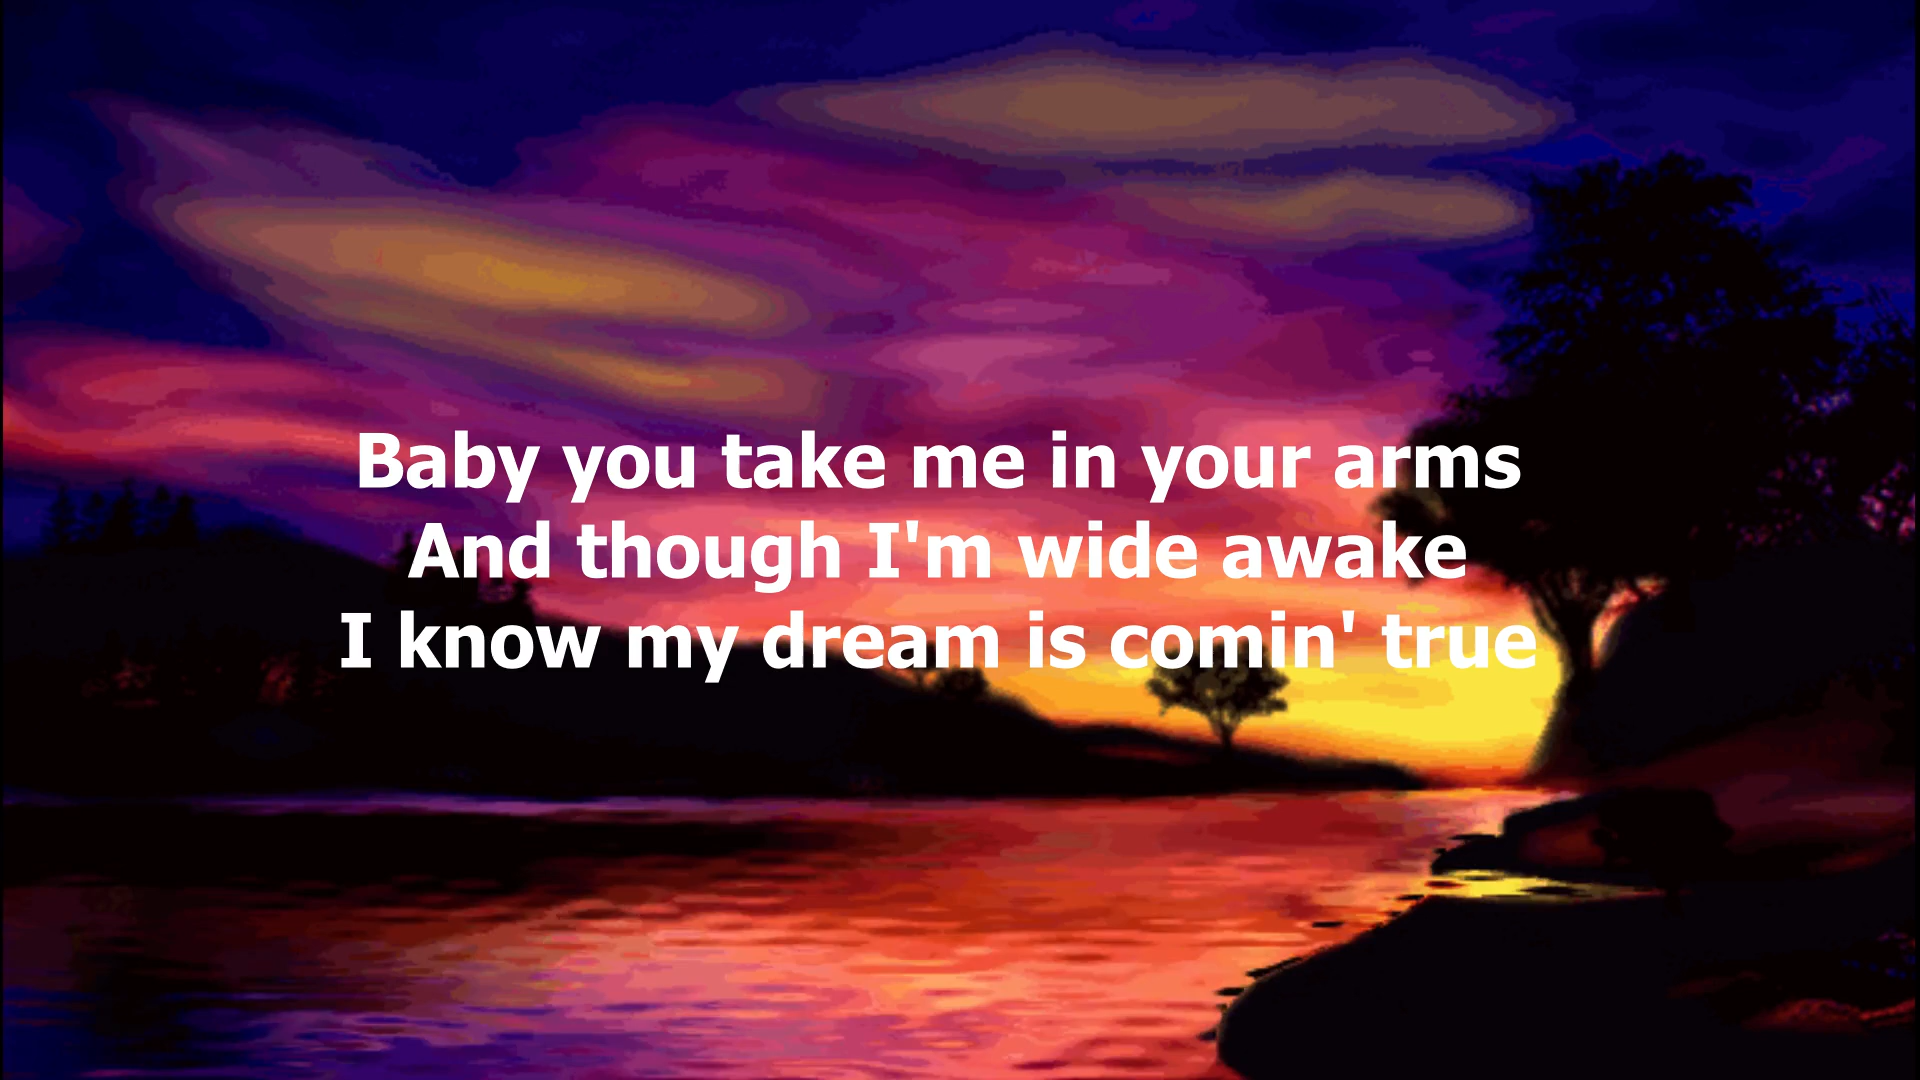 Baby you take me in your arms
And though I'm wide awake
I know my dream is comin' true